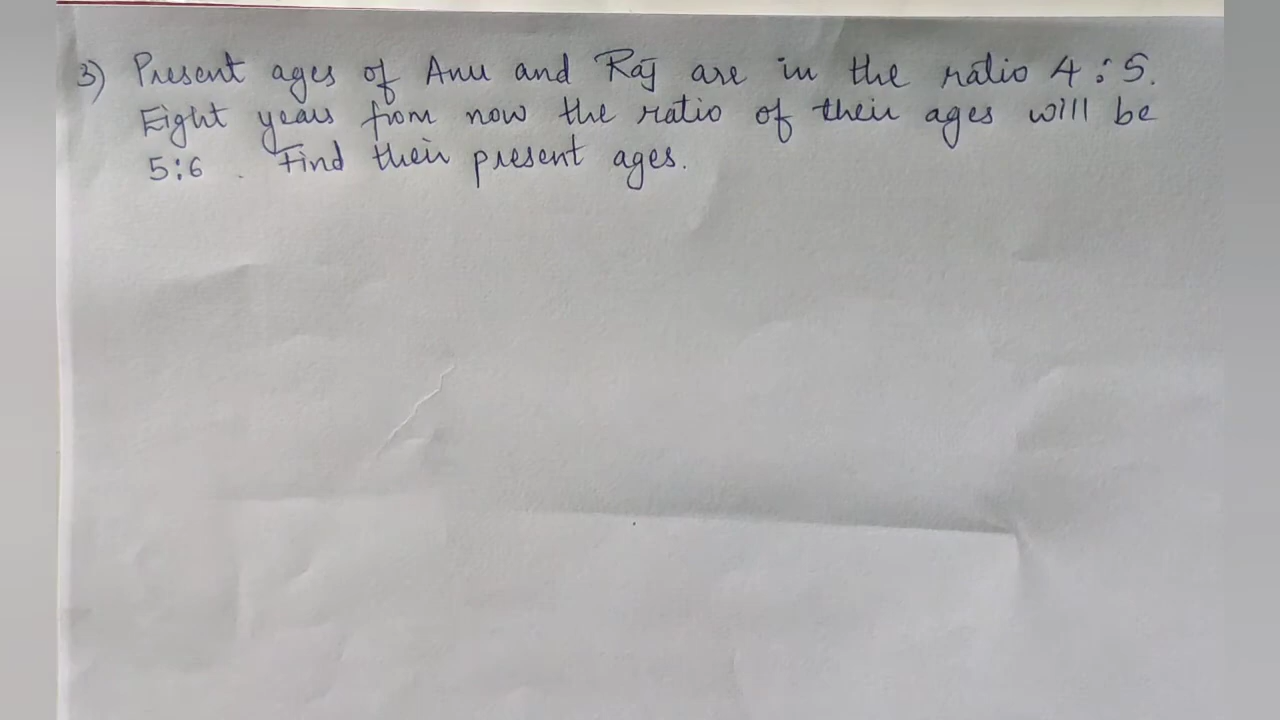 3) Present ages of Anu and Raj are in the ratio 4:5.
Eight years from now the ratio of their ages will be
5:6. Find their present ages.